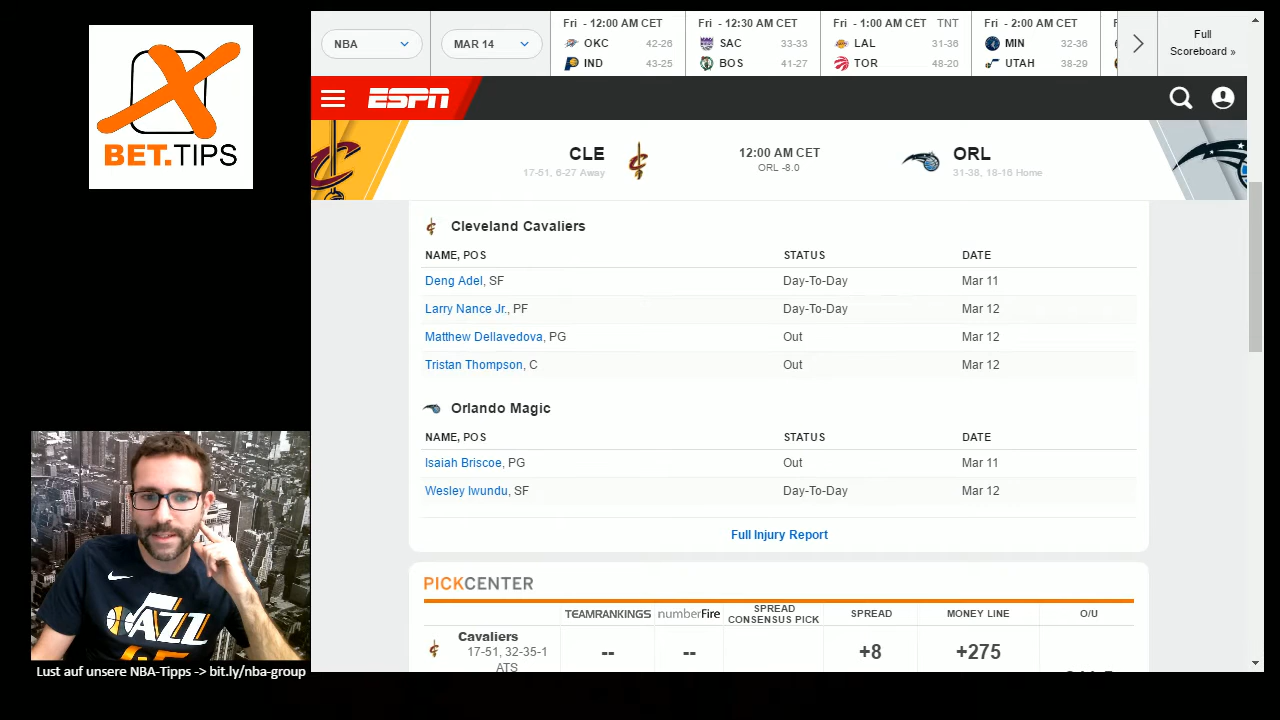 BET.TIPS
NBA
MAR 14
Fri - 12:00 AM CET
OKC 42-26
IND 43-25
Fri - 12:30 AM CET
SAC 33-33
BOS 41-27
Fri - 1:00 AM CET TNT
LAL 31-36
TOR 48-20
Fri - 2:00 AM CET
MIN 32-36
UTAH 38-29
Full
Scoreboard »
ESPN
CLE
17-51, 6-27 Away
12:00 AM CET
ORL -8.0
ORL
31-38, 18-16 Home
Cleveland Cavaliers
NAME, POS STATUS DATE
Deng Adel, SF Day-To-Day Mar 11
Larry Nance Jr., PF Day-To-Day Mar 12
Matthew Dellavedova, PG Out Mar 12
Tristan Thompson, C Out Mar 12
Orlando Magic
NAME, POS STATUS DATE
Isaiah Briscoe, PG Out Mar 11
Wesley Iwundu, SF Day-To-Day Mar 12
Full Injury Report
PICKCENTER
TEAMRANKINGS numberFire SPREAD CONSENSUS PICK SPREAD MONEY LINE O/U
Cavaliers
17-51, 32-35-1
ATS
-- -- +8 +275
JAZZ
Lust auf unsere NBA-Tipps -> bit.ly/nba-group